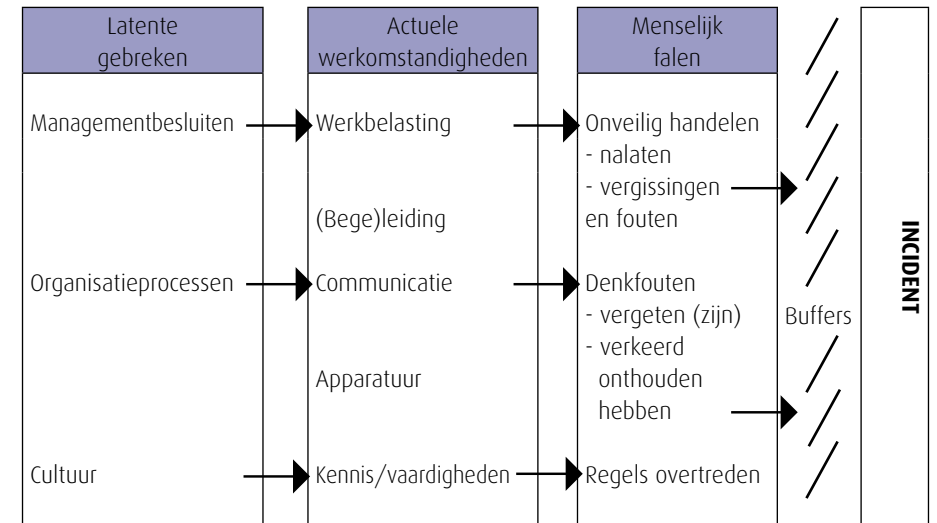 Latente
gebreken
Managementbesluiten
Organisatieprocessen
Cultuur
Actuele
werkomstandigheden
Werkbelasting
(Bege)leiding
Communicatie
Apparatuur
Kennis/vaardigheden
Menselijk
falen
Onveilig handelen
- nalaten
- vergissingen
en fouten
Denkfouten
- vergeten (zijn)
- verkeerd
onthouden
hebben
Regels overtreden
Buffers
INCIDENT